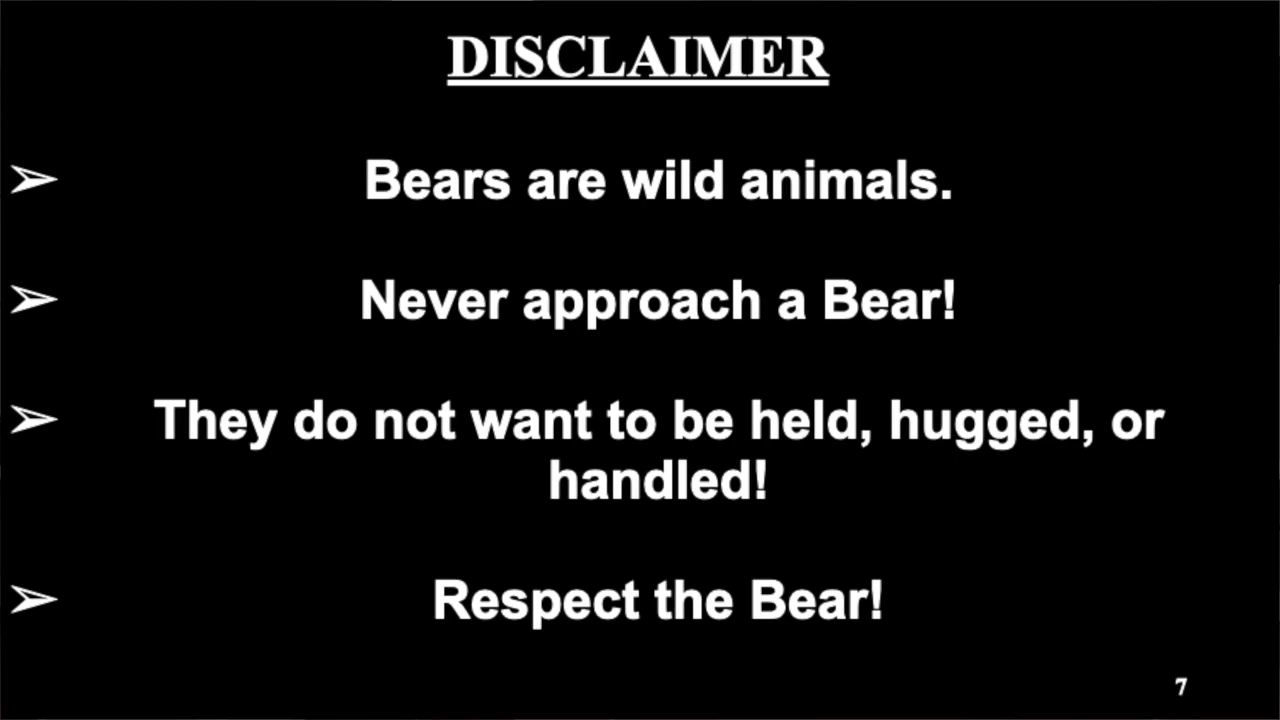 DISCLAIMER
➢ Bears are wild animals.
➢ Never approach a Bear!
➢ They do not want to be held, hugged, or
handled!
➢ Respect the Bear!
7